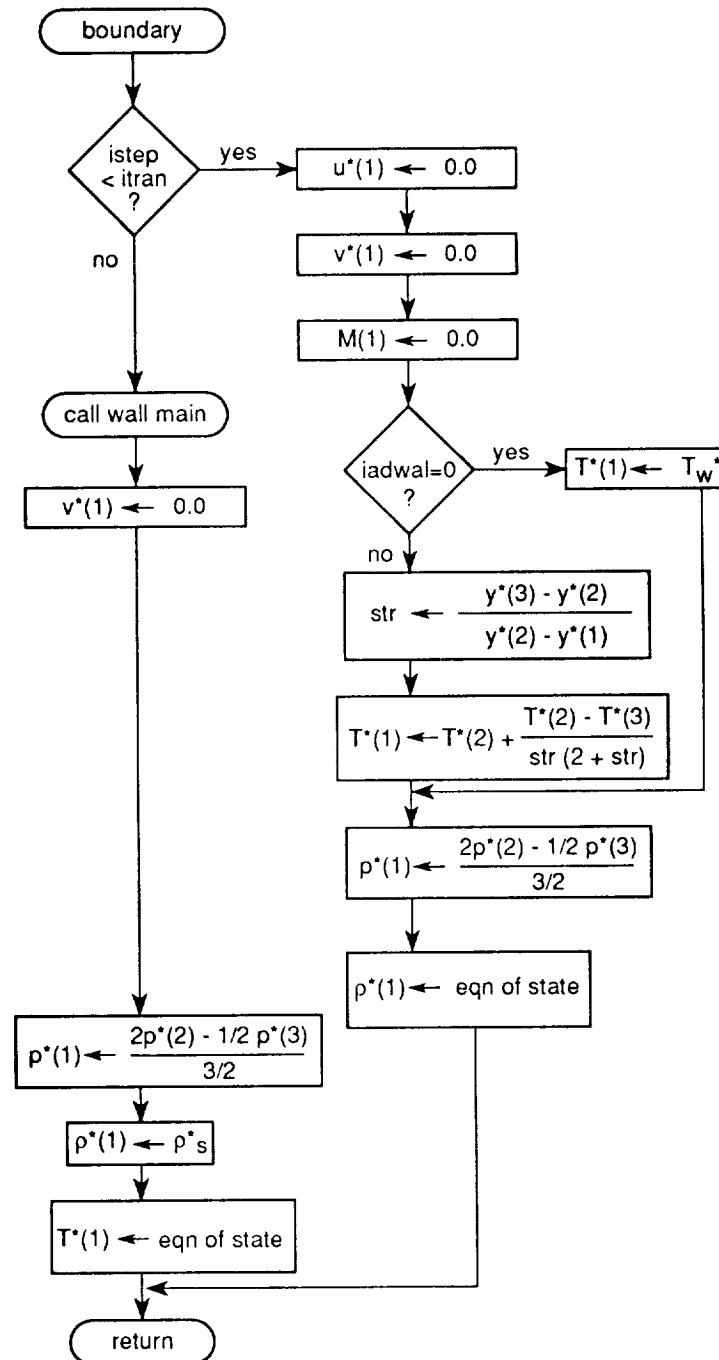 boundary
istep
< itran
?
yes
no
u*(1) ← 0.0
v*(1) ← 0.0
M(1) ← 0.0
iadwal=0
?
yes
T*(1) ← T_w*
no
str ← y*(3) - y*(2)
y*(2) - y*(1)
T*(1) ← T*(2) + T*(2) - T*(3)
str (2 + str)
p*(1) ← 2p*(2) - 1/2 p*(3)
3/2
ρ*(1) ← eqn of state
call wall main
v*(1) ← 0.0
p*(1) ← 2p*(2) - 1/2 p*(3)
3/2
ρ*(1) ← ρ*s
T*(1) ← eqn of state
return